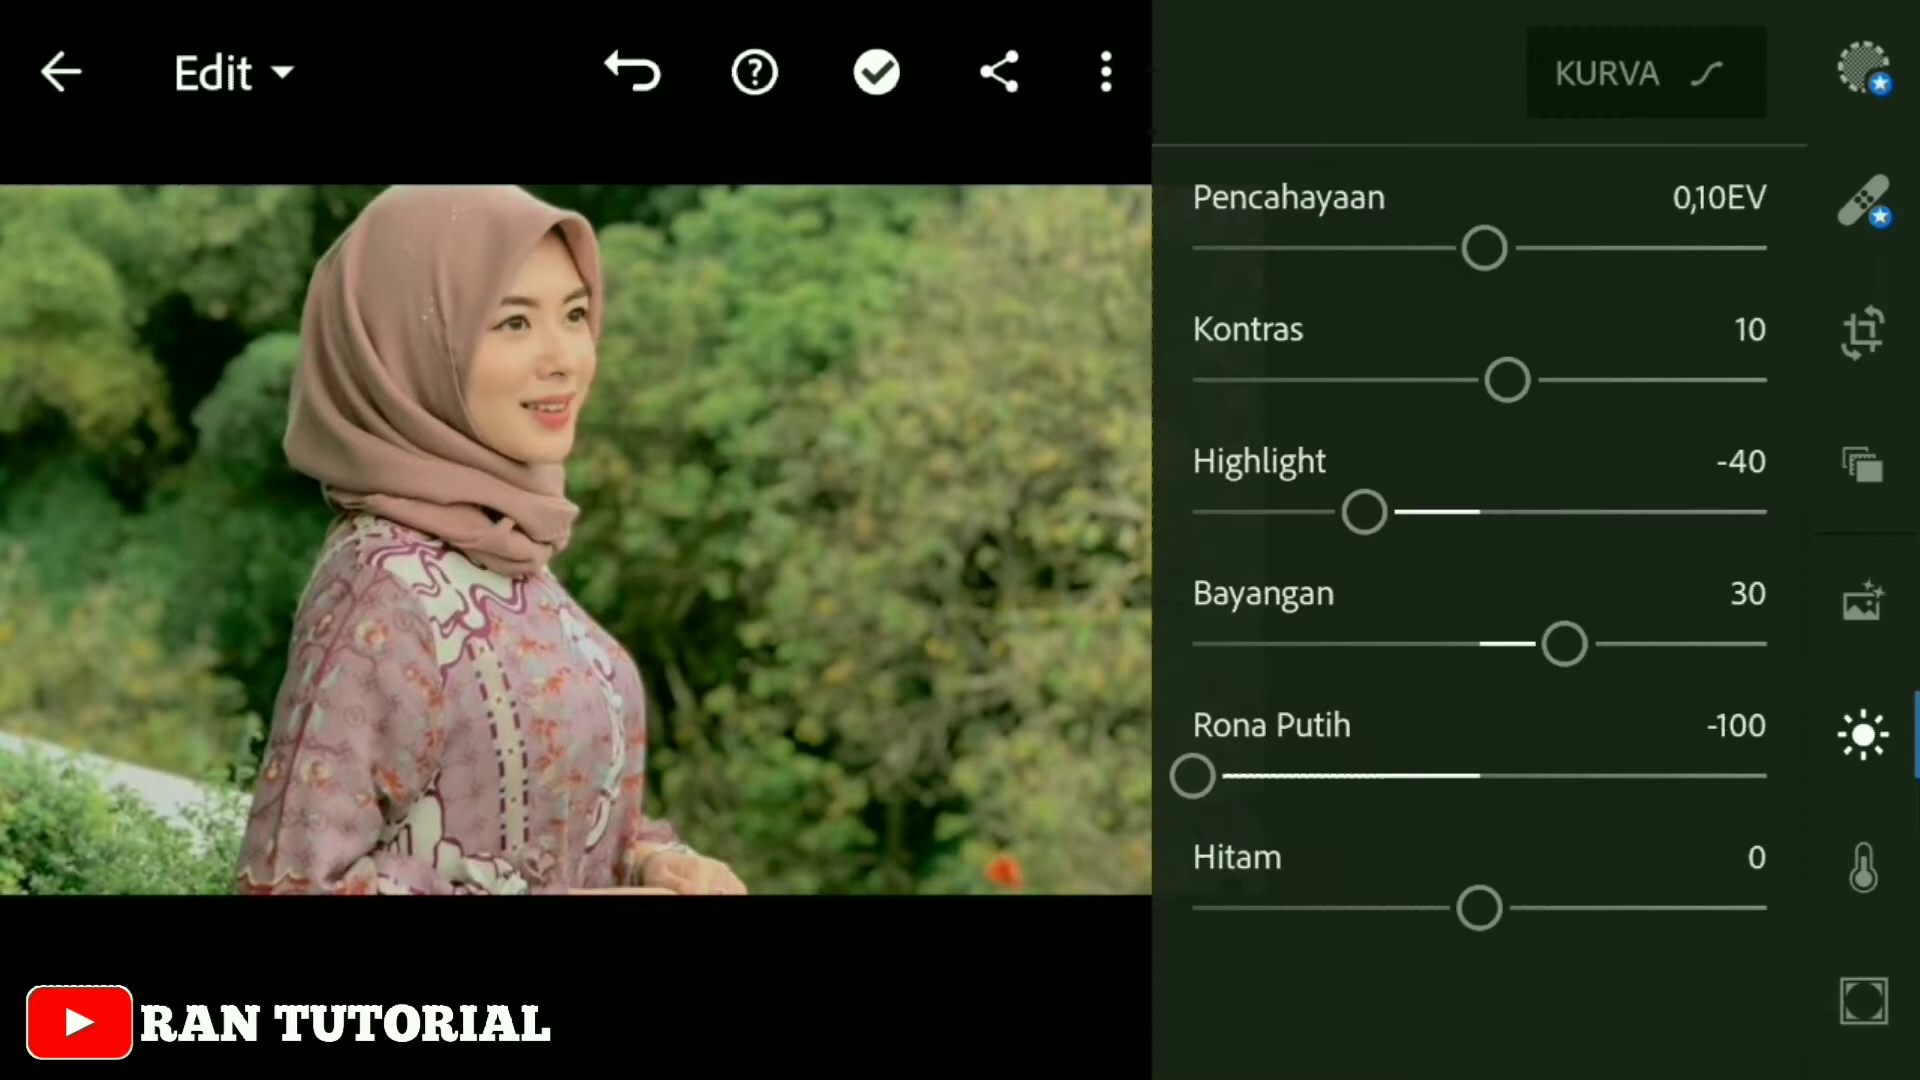 Edit
KURVA
Pencahayaan 0,10EV
Kontras 10
Highlight -40
Bayangan 30
Rona Putih -100
Hitam 0
RAN TUTORIAL